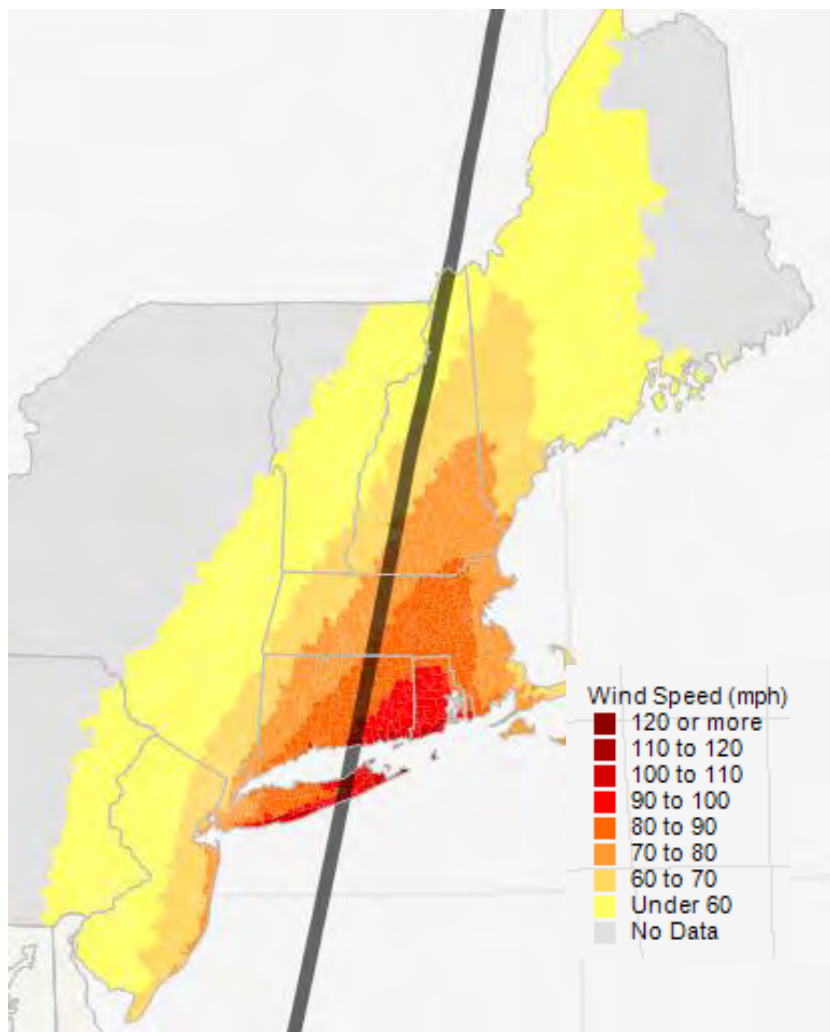 Wind Speed (mph)
120 or more
110 to 120
100 to 110
90 to 100
80 to 90
70 to 80
60 to 70
Under 60
No Data